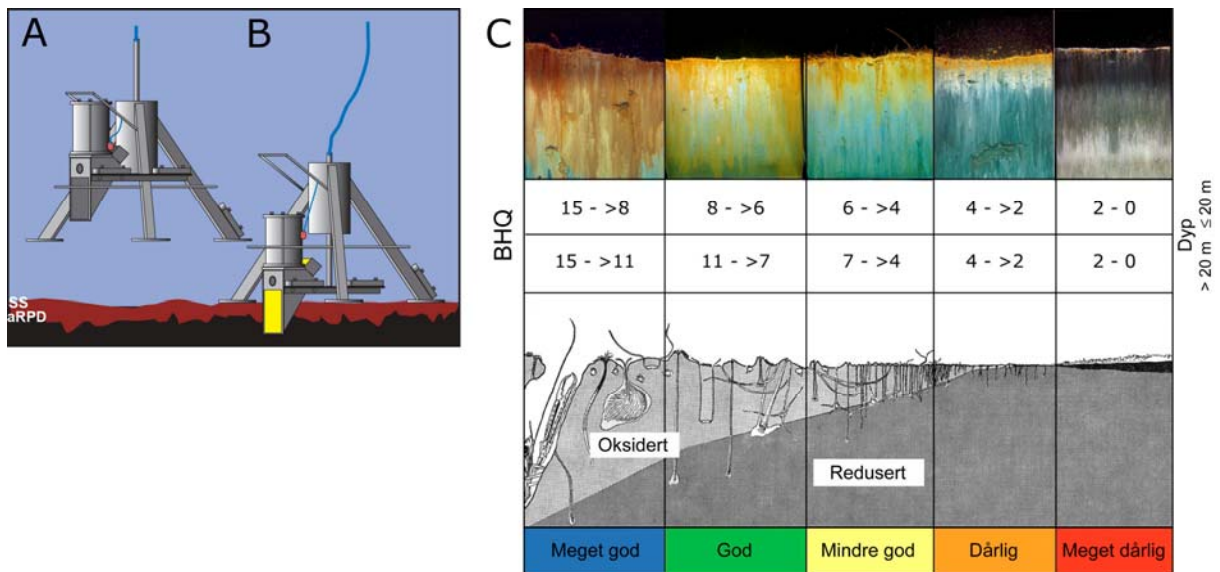 A
B
SS
aRPD
C
BHQ
15 - >8
8 - >6
6 - >4
4 - >2
2 - 0
15 - >11
11 - >7
7 - >4
4 - >2
2 - 0
Dyp
> 20 m ≤ 20 m
Oksidert
Redusert
Meget god
God
Mindre god
Dårlig
Meget dårlig